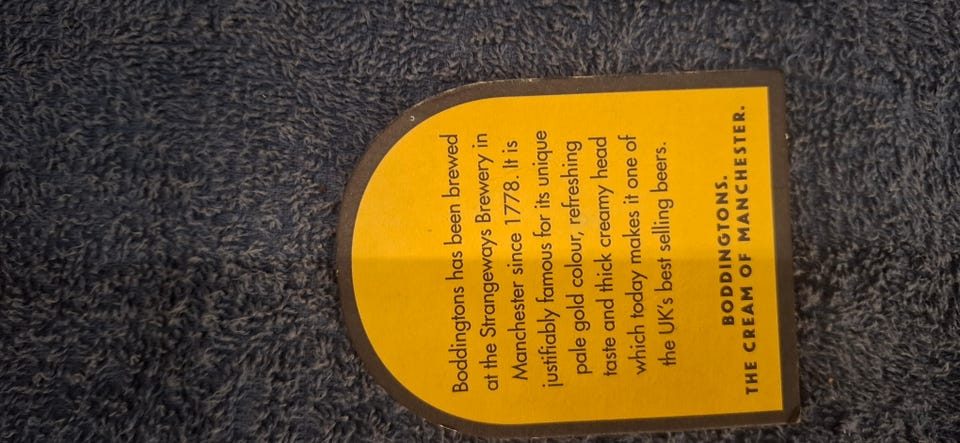 Boddingtons has been brewed
at the Strangeways Brewery in
Manchester since 1778. It is
justifiably famous for its unique
pale gold colour, refreshing
taste and thick creamy head
which today makes it one of
the UK's best selling beers.
BODDINGTONS.
THE CREAM OF MANCHESTER.